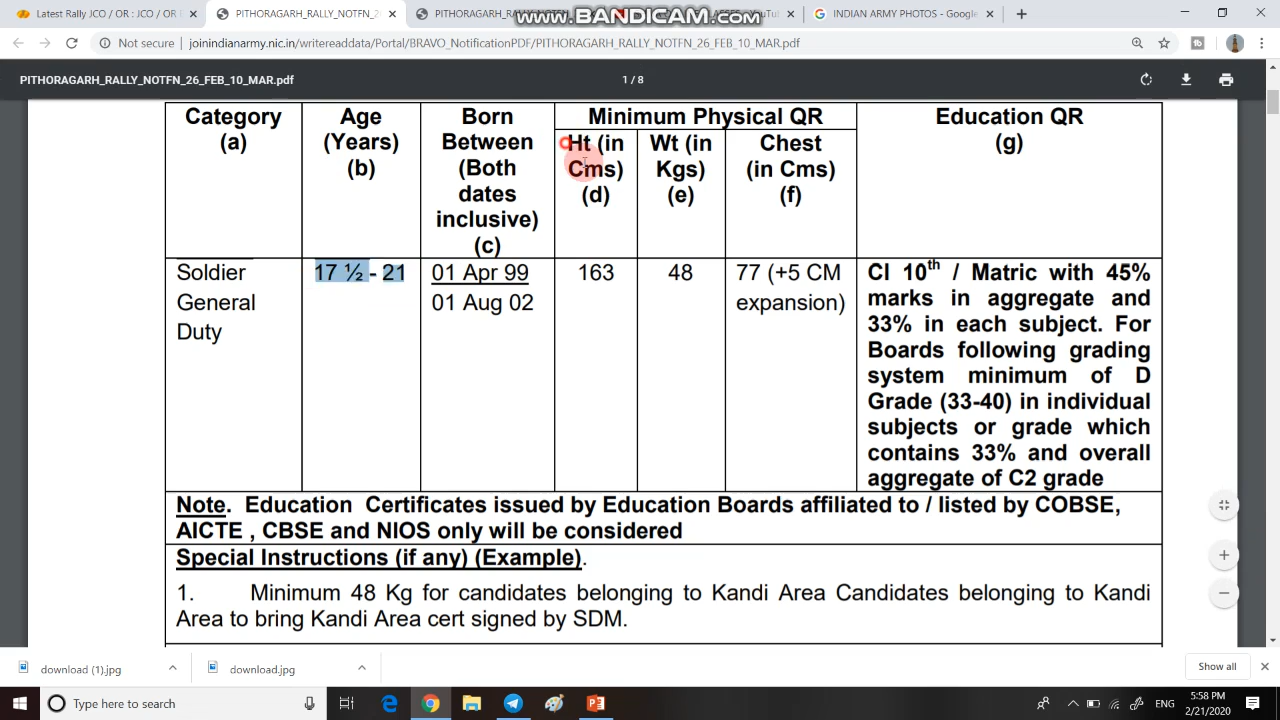 Latest Rally JCO / OR : JCO / OR
PITHORAGARH_RALLY_NOTFN_2
PITHORAGARH_RALLY_NOTFN_2
INDIAN ARMY PHOTOS - Google
www.BANDICAM.com
Not secure
joinindianarmy.nic.in/writereaddata/Portal/BRAVO_NotificationPDF/PITHORAGARH_RALLY_NOTFN_26_FEB_10_MAR.pdf
PITHORAGARH_RALLY_NOTFN_26_FEB_10_MAR.pdf
1 / 8
Category
(a)
Age
(Years)
(b)
Born
Between
(Both
dates
inclusive)
(c)
Minimum Physical QR
Ht (in
Cms)
(d)
Wt (in
Kgs)
(e)
Chest
(in Cms)
(f)
Education QR
(g)
Soldier
General
Duty
17 ½ - 21
01 Apr 99
01 Aug 02
163
48
77 (+5 CM
expansion)
Cl 10th / Matric with 45%
marks in aggregate and
33% in each subject. For
Boards following grading
system minimum of D
Grade (33-40) in individual
subjects or grade which
contains 33% and overall
aggregate of C2 grade
Note. Education Certificates issued by Education Boards affiliated to / listed by COBSE,
AICTE , CBSE and NIOS only will be considered
Special Instructions (if any) (Example).
1. Minimum 48 Kg for candidates belonging to Kandi Area Candidates belonging to Kandi
Area to bring Kandi Area cert signed by SDM.
download (1).jpg
download.jpg
Show all
Type here to search
ENG
5:58 PM
2/21/2020